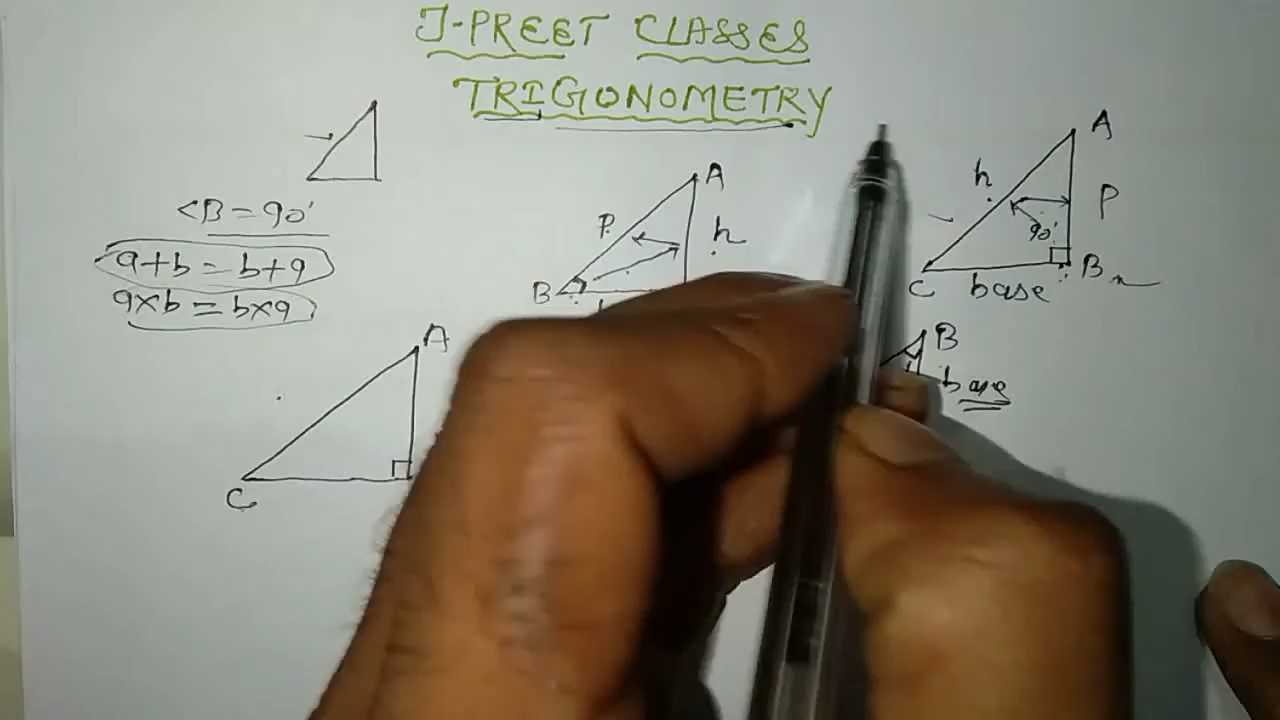 J-PREET CLASSES
TRIGONOMETRY
<B = 90'
a+b = b+a
a×b = b×a
A
P
h
B
A
h
P
90'
C
base
B
A
C
B
base